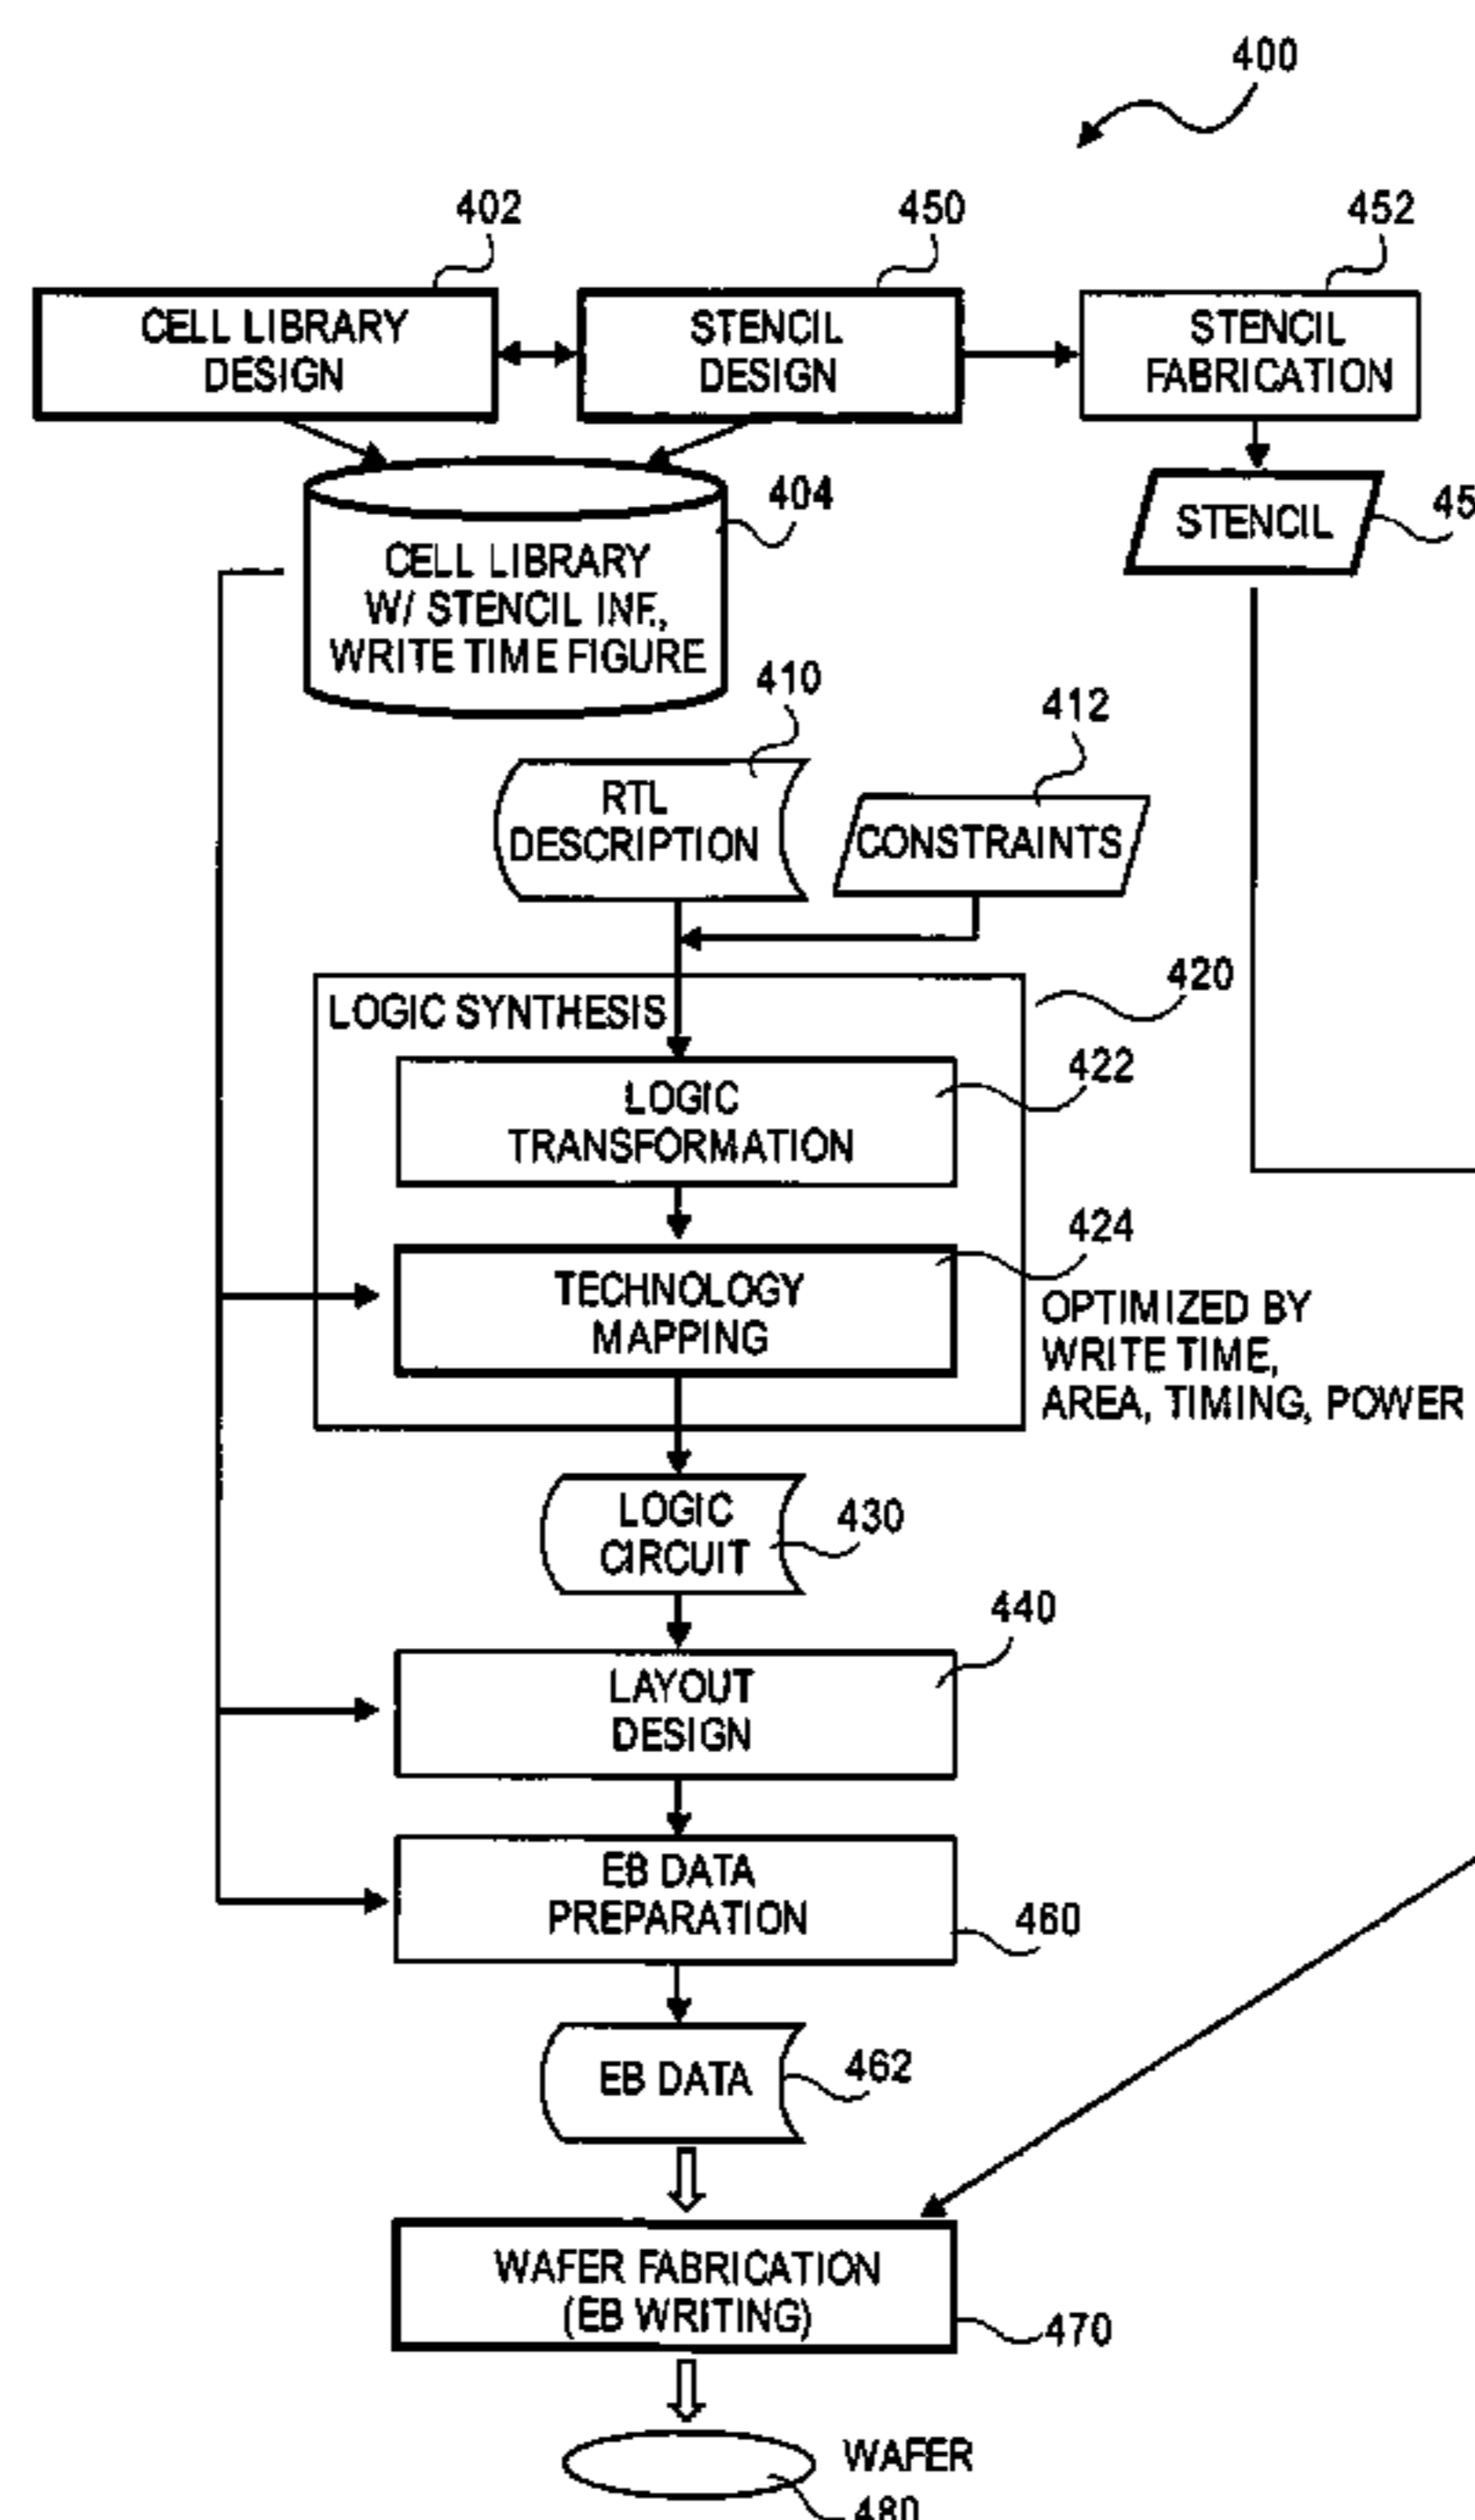 400
402
450
452
CELL LIBRARY
DESIGN
STENCIL
DESIGN
STENCIL
FABRICATION
404
STENCIL
45
CELL LIBRARY
W/ STENCIL INF.,
WRITE TIME FIGURE
410
412
RTL
DESCRIPTION
CONSTRAINTS
420
LOGIC SYNTHESIS
422
LOGIC
TRANSFORMATION
424
TECHNOLOGY
MAPPING
OPTIMIZED BY
WRITE TIME,
AREA, TIMING, POWER
LOGIC
CIRCUIT
430
440
LAYOUT
DESIGN
EB DATA
PREPARATION
460
EB DATA
462
WAFER FABRICATION
(EB WRITING)
470
WAFER
480